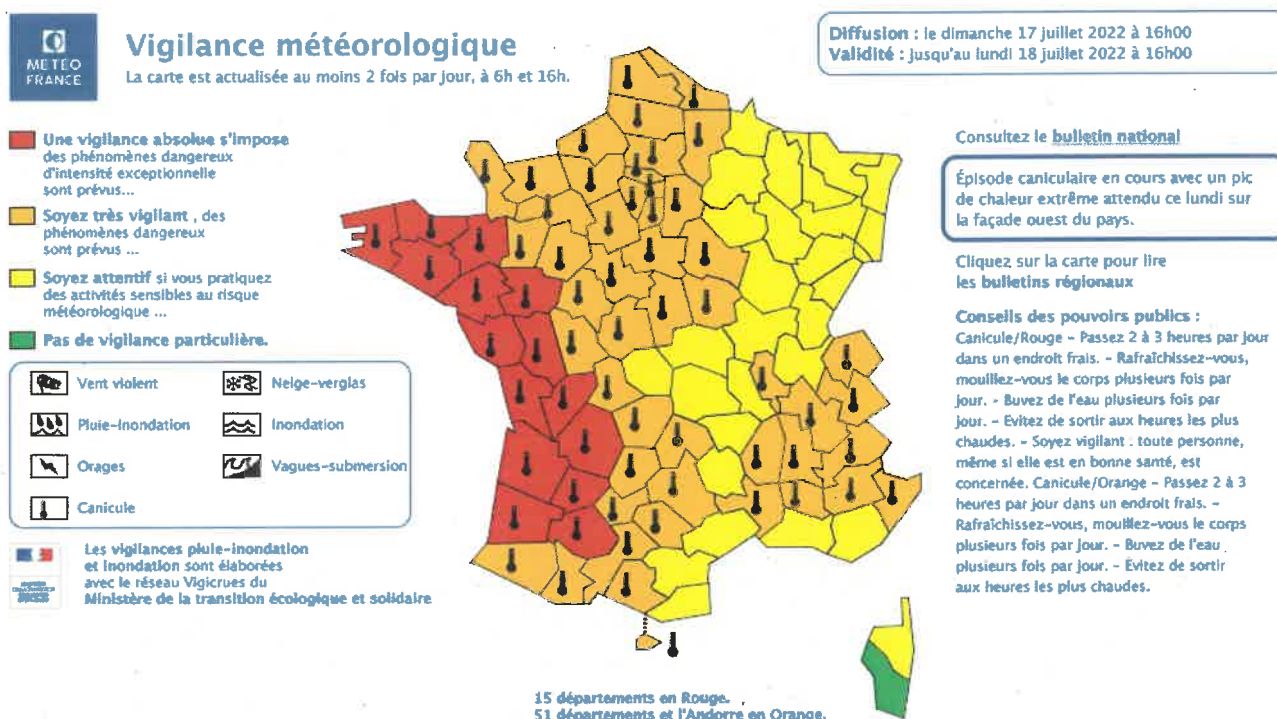 METEO
FRANCE
Vigilance météorologique
La carte est actualisée au moins 2 fois par jour, à 6h et 16h.
Diffusion : le dimanche 17 juillet 2022 à 16h00
Validité : jusqu'au lundi 18 juillet 2022 à 16h00
Une vigilance absolue s'impose
des phénomènes dangereux
d'intensité exceptionnelle
sont prévus...
Soyez très vigilant , des
phénomènes dangereux
sont prévus ...
Soyez attentif si vous pratiquez
des activités sensibles au risque
météorologique ...
Pas de vigilance particulière.
Vent violent
Neige-verglas
Pluie-Inondation
Inondation
Orages
Vagues-submersion
Canicule
Les vigilances pluie-inondation
et inondation sont élaborées
avec le réseau Vigicrues du
Ministère de la transition écologique et solidaire
Consultez le bulletin national
Épisode caniculaire en cours avec un pic
de chaleur extrême attendu ce lundi sur
la façade ouest du pays.
Cliquez sur la carte pour lire
les bulletins régionaux
Conseils des pouvoirs publics :
Canicule/Rouge - Passez 2 à 3 heures par jour
dans un endroit frais. - Rafraîchissez-vous,
mouillez-vous le corps plusieurs fois par
jour. - Buvez de l'eau plusieurs fois par
jour. - Evitez de sortir aux heures les plus
chaudes. - Soyez vigilant : toute personne,
même si elle est en bonne santé, est
concernée. Canicule/Orange - Passez 2 à 3
heures par jour dans un endroit frais. -
Rafraîchissez-vous, mouillez-vous le corps
plusieurs fois par jour. - Buvez de l'eau
plusieurs fois par jour. - Evitez de sortir
aux heures les plus chaudes.
15 départements en Rouge.
51 départements et l'Andorre en Orange.